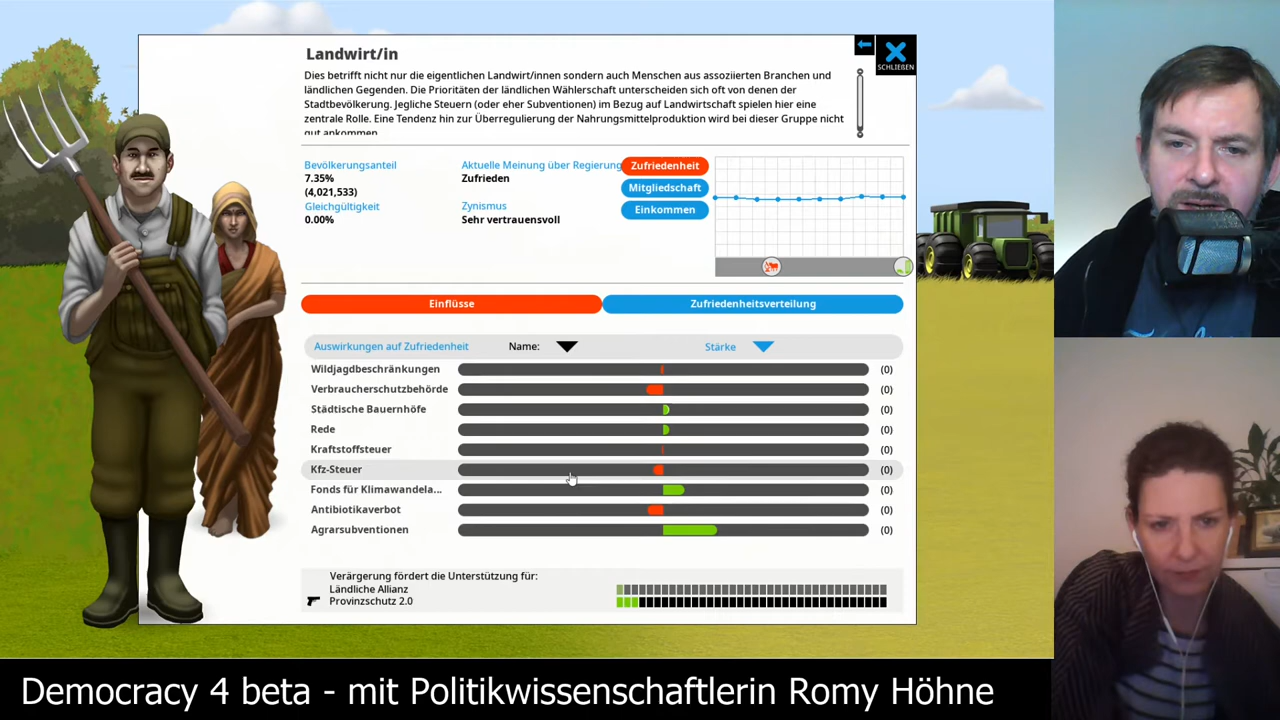 Landwirt/in
SCHLIEẞEN
Dies betrifft nicht nur die eigentlichen Landwirt/innen sondern auch Menschen aus assoziierten Branchen und
ländlichen Gegenden. Die Prioritäten der ländlichen Wählerschaft unterscheiden sich oft von denen der
Stadtbevölkerung. Jegliche Steuern (oder eher Subventionen) im Bezug auf Landwirtschaft spielen hier eine
zentrale Rolle. Eine Tendenz hin zur Überregulierung der Nahrungsmittelproduktion wird bei dieser Gruppe nicht
gut ankommen.
Bevölkerungsanteil
7.35%
(4,021,533)
Gleichgültigkeit
0.00%
Aktuelle Meinung über Regierung
Zufrieden
Zynismus
Sehr vertrauensvoll
Zufriedenheit
Mitgliedschaft
Einkommen
Einflüsse
Zufriedenheitsverteilung
Auswirkungen auf Zufriedenheit Name: Stärke
Wildjagdbeschränkungen (0)
Verbraucherschutzbehörde (0)
Städtische Bauernhöfe (0)
Rede (0)
Kraftstoffsteuer (0)
Kfz-Steuer (0)
Fonds für Klimawandela... (0)
Antibiotikaverbot (0)
Agrarsubventionen (0)
Verärgerung fördert die Unterstützung für:
Ländliche Allianz
Provinzschutz 2.0
Democracy 4 beta - mit Politikwissenschaftlerin Romy Höhne